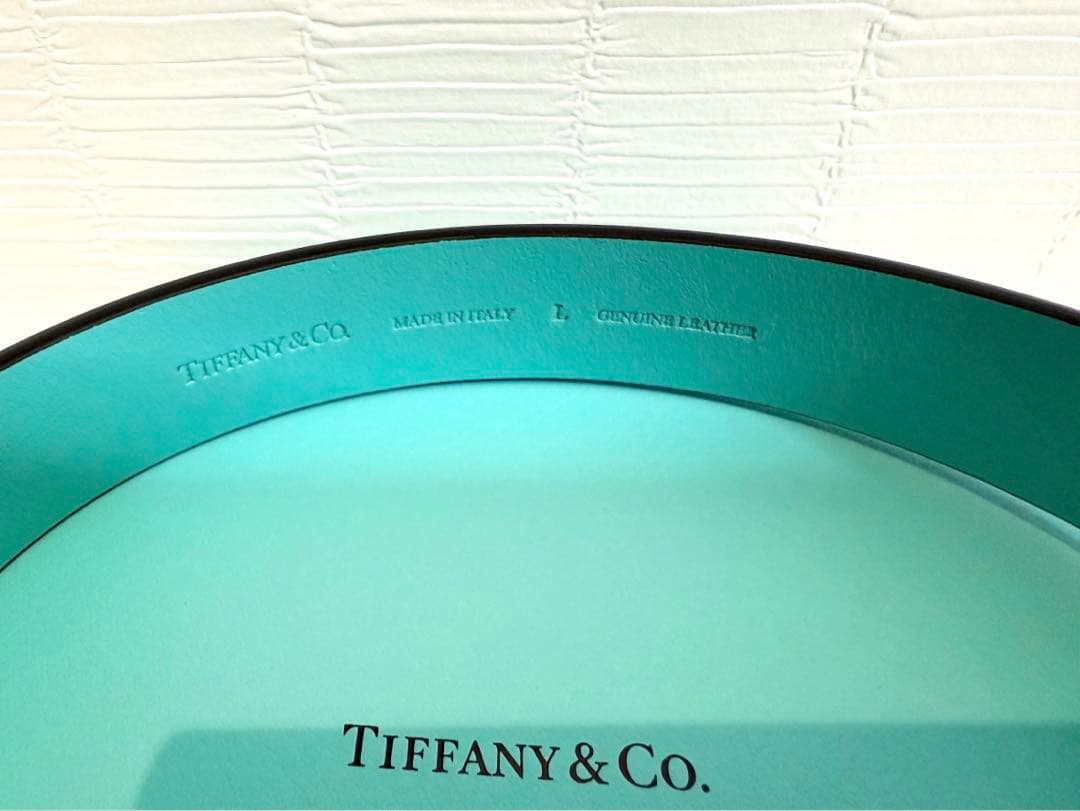 TIFFANY & CO. MADE IN ITALY L GENUINE LEATHER
TIFFANY & CO.